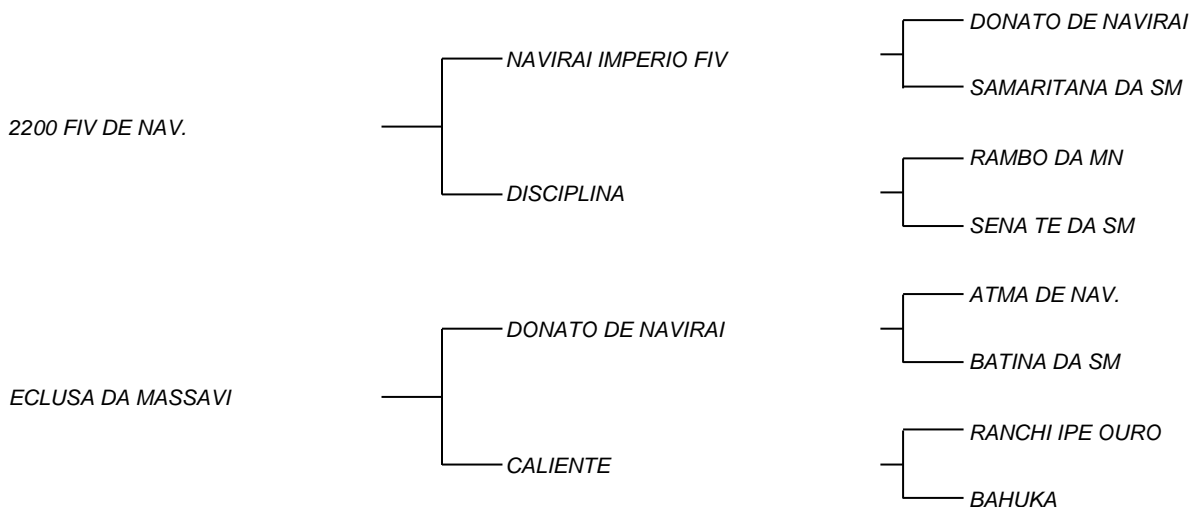 DONATO DE NAVIRAI
NAVIRAI IMPERIO FIV
SAMARITANA DA SM
2200 FIV DE NAV.
RAMBO DA MN
DISCIPLINA
SENA TE DA SM
ATMA DE NAV.
DONATO DE NAVIRAI
BATINA DA SM
ECLUSA DA MASSAVI
RANCHI IPE OURO
CALIENTE
BAHUKA